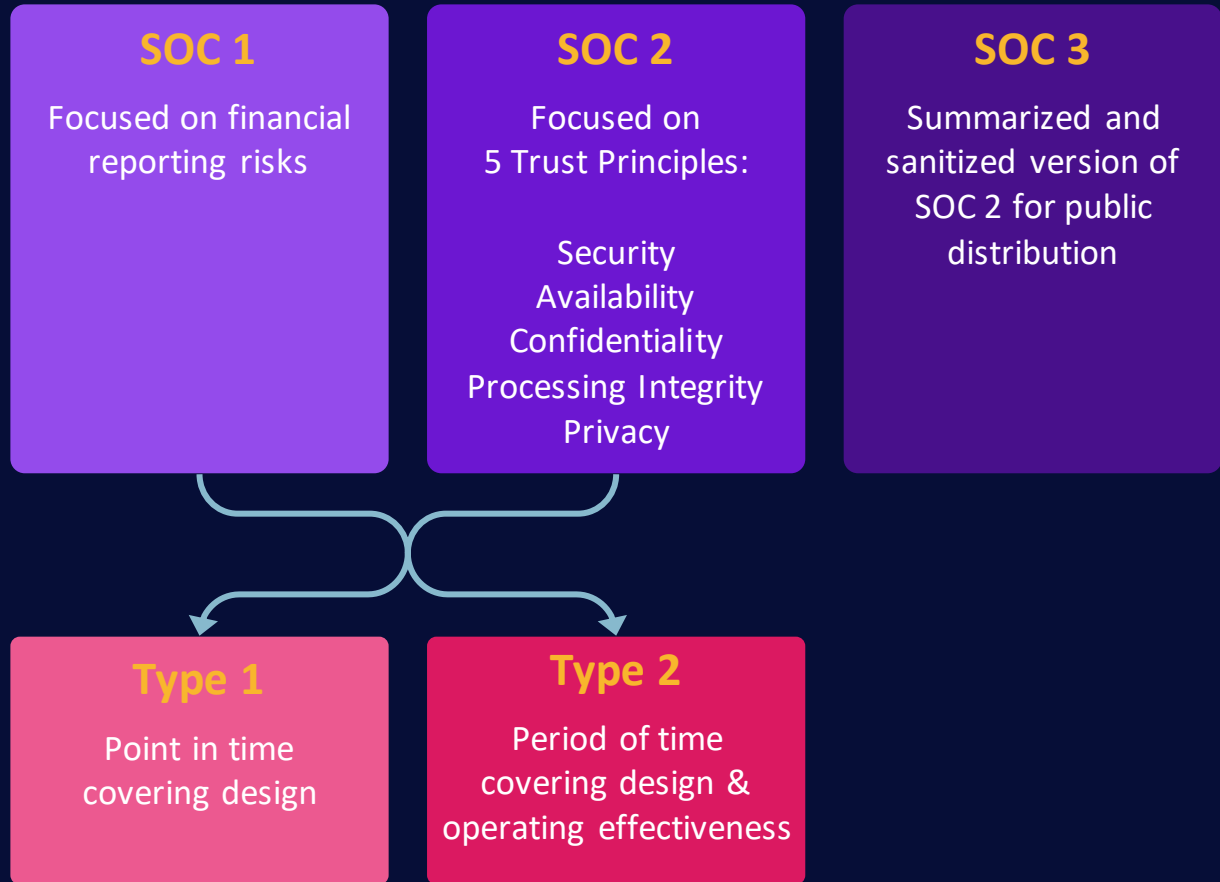 SOC 1
Focused on financial
reporting risks
SOC 2
Focused on
5 Trust Principles:
Security
Availability
Confidentiality
Processing Integrity
Privacy
SOC 3
Summarized and
sanitized version of
SOC 2 for public
distribution
Type 1
Point in time
covering design
Type 2
Period of time
covering design &
operating effectiveness